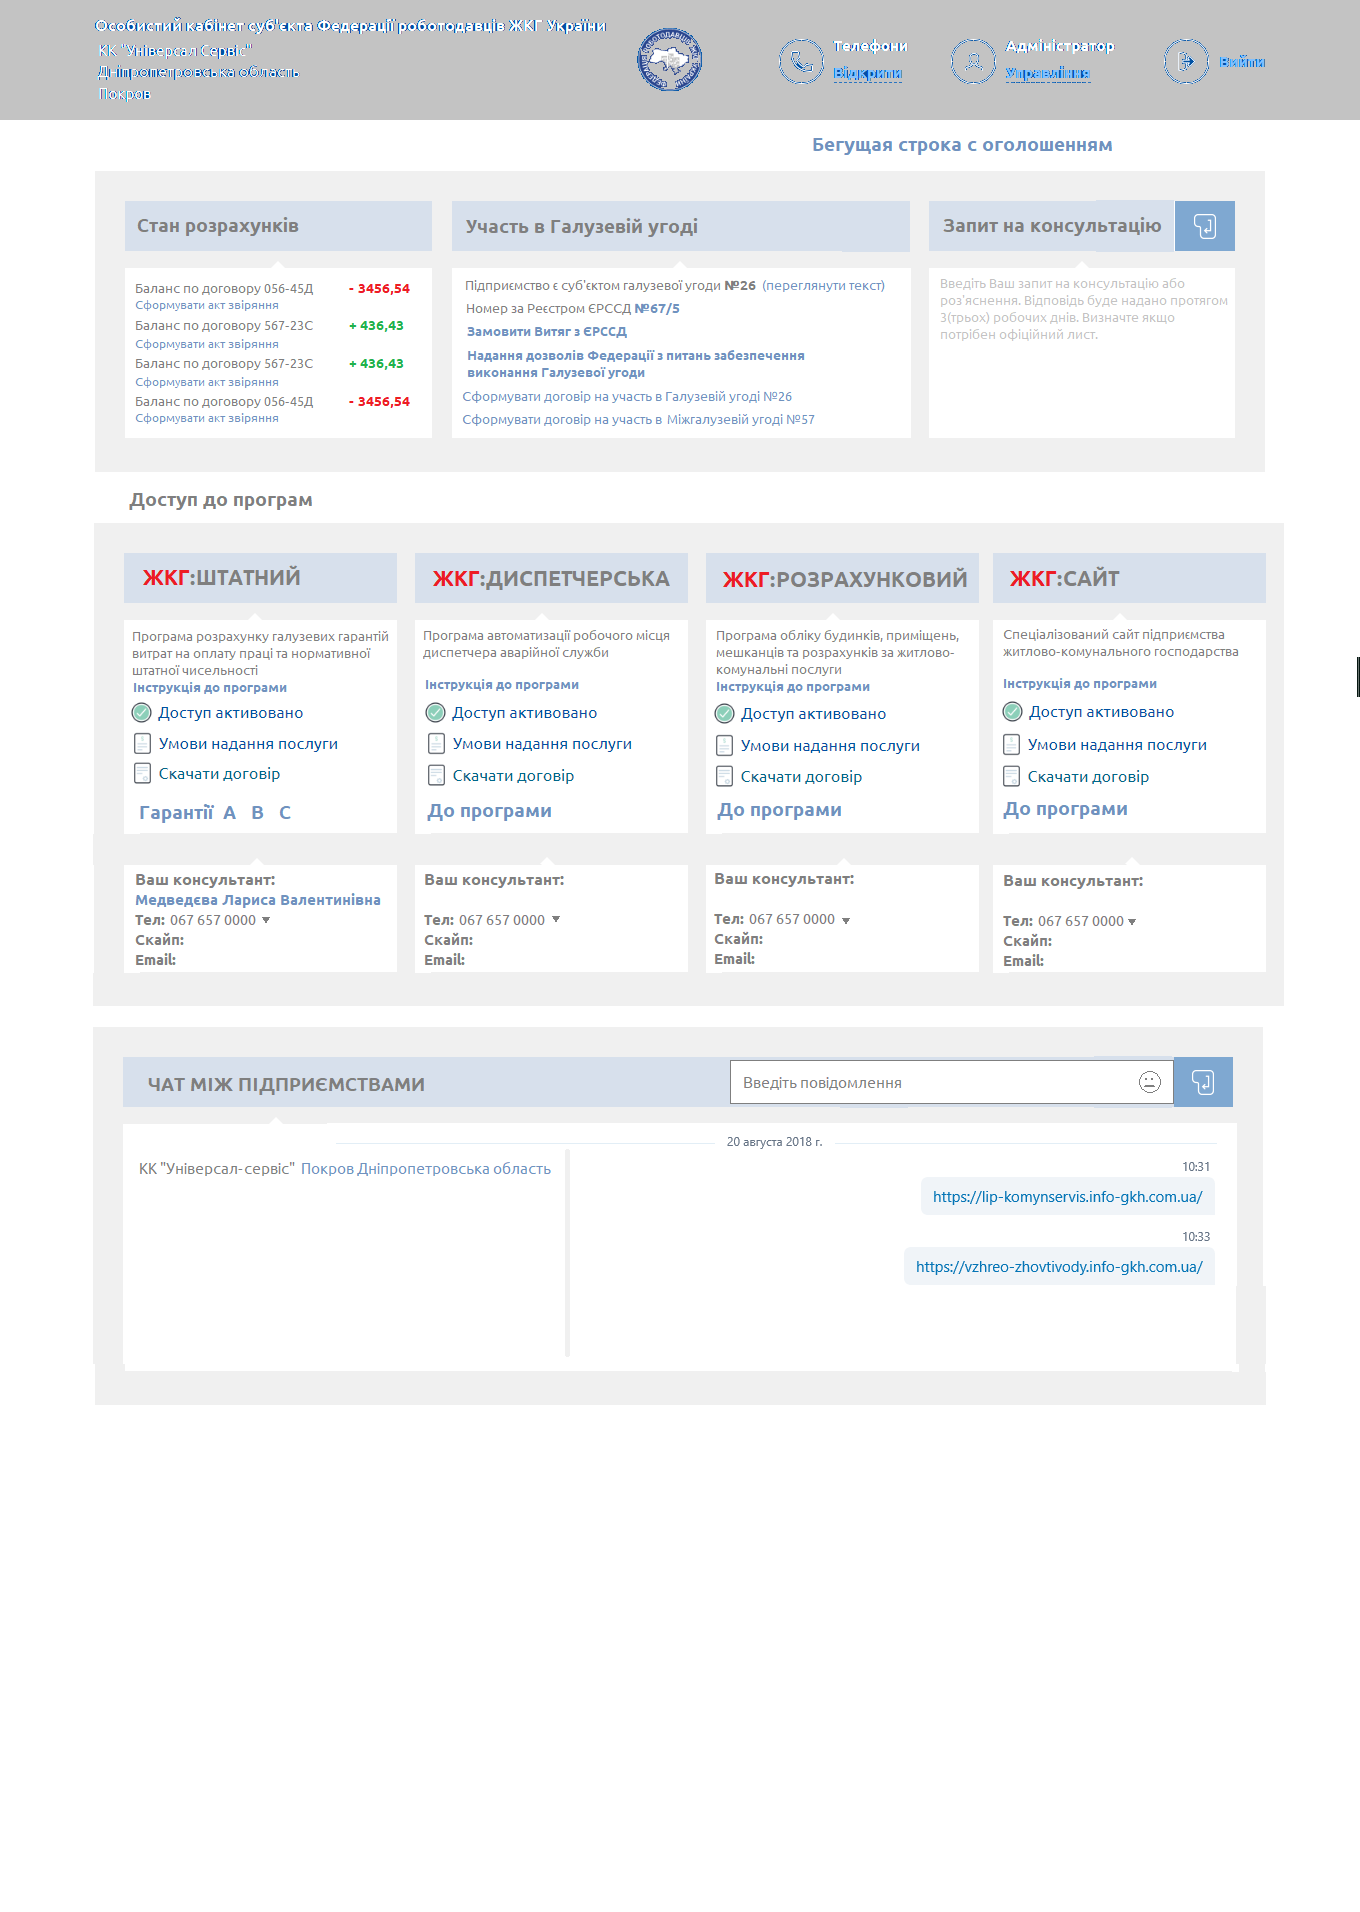 Особистий кабінет суб'єкта Федерації роботодавців ЖКГ України
КК "Універсал Сервіс"
Дніпропетровська область
Покров
Телефони
Відкрити
Адміністратор
Управління
Вийти
Бегущая строка с оголошенням
Стан розрахунків
Баланс по договору 056-45Д - 3456,54
Сформувати акт звіряння
Баланс по договору 567-23С + 436,43
Сформувати акт звіряння
Баланс по договору 567-23С + 436,43
Сформувати акт звіряння
Баланс по договору 056-45Д - 3456,54
Сформувати акт звіряння
Участь в Галузевій угоді
Підприємство є суб'єктом галузевої угоди №26 (переглянути текст)
Номер за Реєстром ЄРССД №67/5
Замовити Витяг з ЄРССД
Надання дозволів Федерації з питань забезпечення
виконання Галузевої угоди
Сформувати договір на участь в Галузевій угоді №26
Сформувати договір на участь в Міжгалузевій угоді №57
Запит на консультацію
Введіть Ваш запит на консультацію або
роз'яснення. Відповідь буде надано протягом
3(трьох) робочих днів. Визначте якщо
потрібен офіційний лист.
Доступ до програм
ЖКГ:ШТАТНИЙ
Програма розрахунку галузевих гарантій
витрат на оплату праці та нормативної
штатної чисельності
Інструкція до програми
Доступ активовано
Умови надання послуги
Скачати договір
Гарантії А В С
ЖКГ:ДИСПЕТЧЕРСЬКА
Програма автоматизації робочого місця
диспетчера аварійної служби
Інструкція до програми
Доступ активовано
Умови надання послуги
Скачати договір
До програми
ЖКГ:РОЗРАХУНКОВИЙ
Програма обліку будинків, приміщень,
мешканців та розрахунків за житлово-
комунальні послуги
Інструкція до програми
Доступ активовано
Умови надання послуги
Скачати договір
До програми
ЖКГ:САЙТ
Спеціалізований сайт підприємства
житлово-комунального господарства
Інструкція до програми
Доступ активовано
Умови надання послуги
Скачати договір
До програми
Ваш консультант:
Медведєва Лариса Валентинівна
Тел: 067 657 0000
Скайп:
Email:
Ваш консультант:
Тел: 067 657 0000
Скайп:
Email:
Ваш консультант:
Тел: 067 657 0000
Скайп:
Email:
Ваш консультант:
Тел: 067 657 0000
Скайп:
Email:
ЧАТ МІЖ ПІДПРИЄМСТВАМИ
Введіть повідомлення
20 августа 2018 г.
КК "Універсал-сервіс" Покров Дніпропетровська область
10:31
https://lip-komynservis.info-gkh.com.ua/
10:33
https://vzhreo-zhovtivody.info-gkh.com.ua/